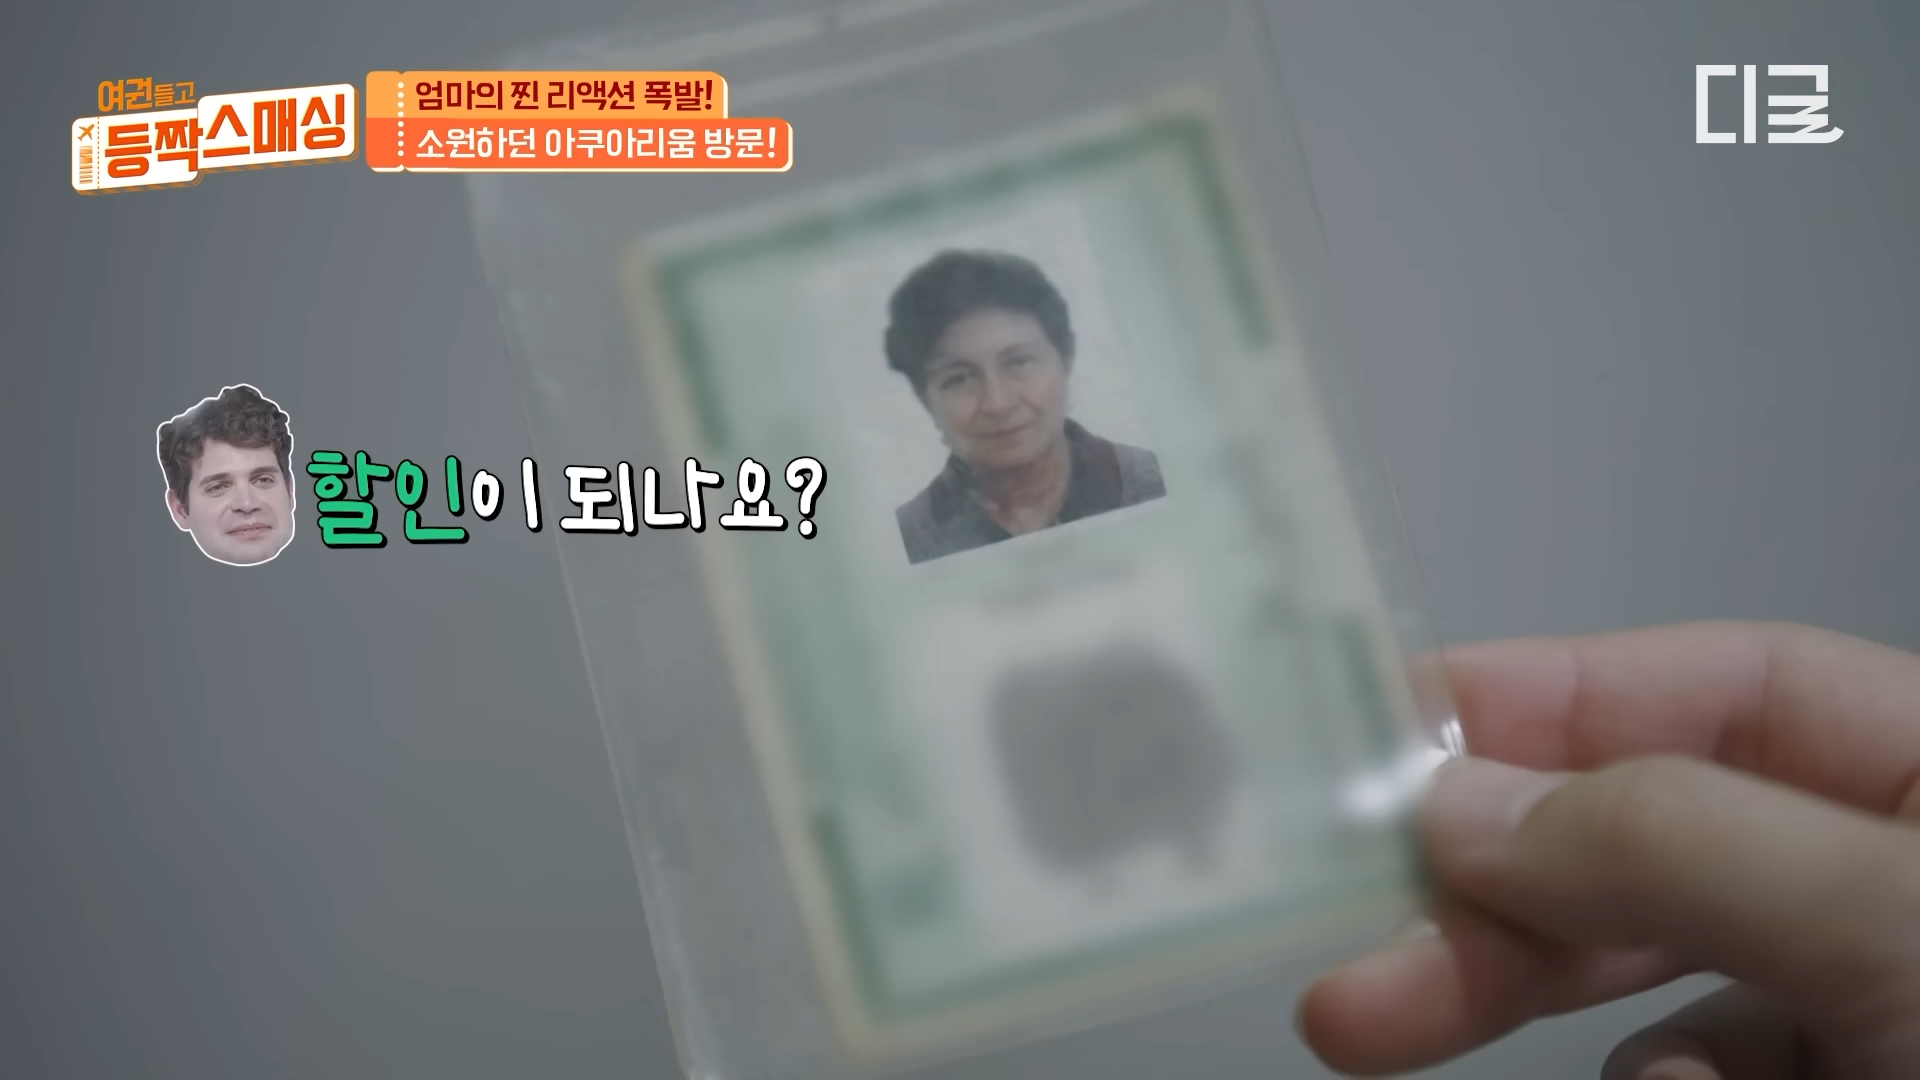 여권들고
등짝스매싱
엄마의 찐 리액션 폭발!
소원하던 아쿠아리움 방문!
디글
할인이 되나요?